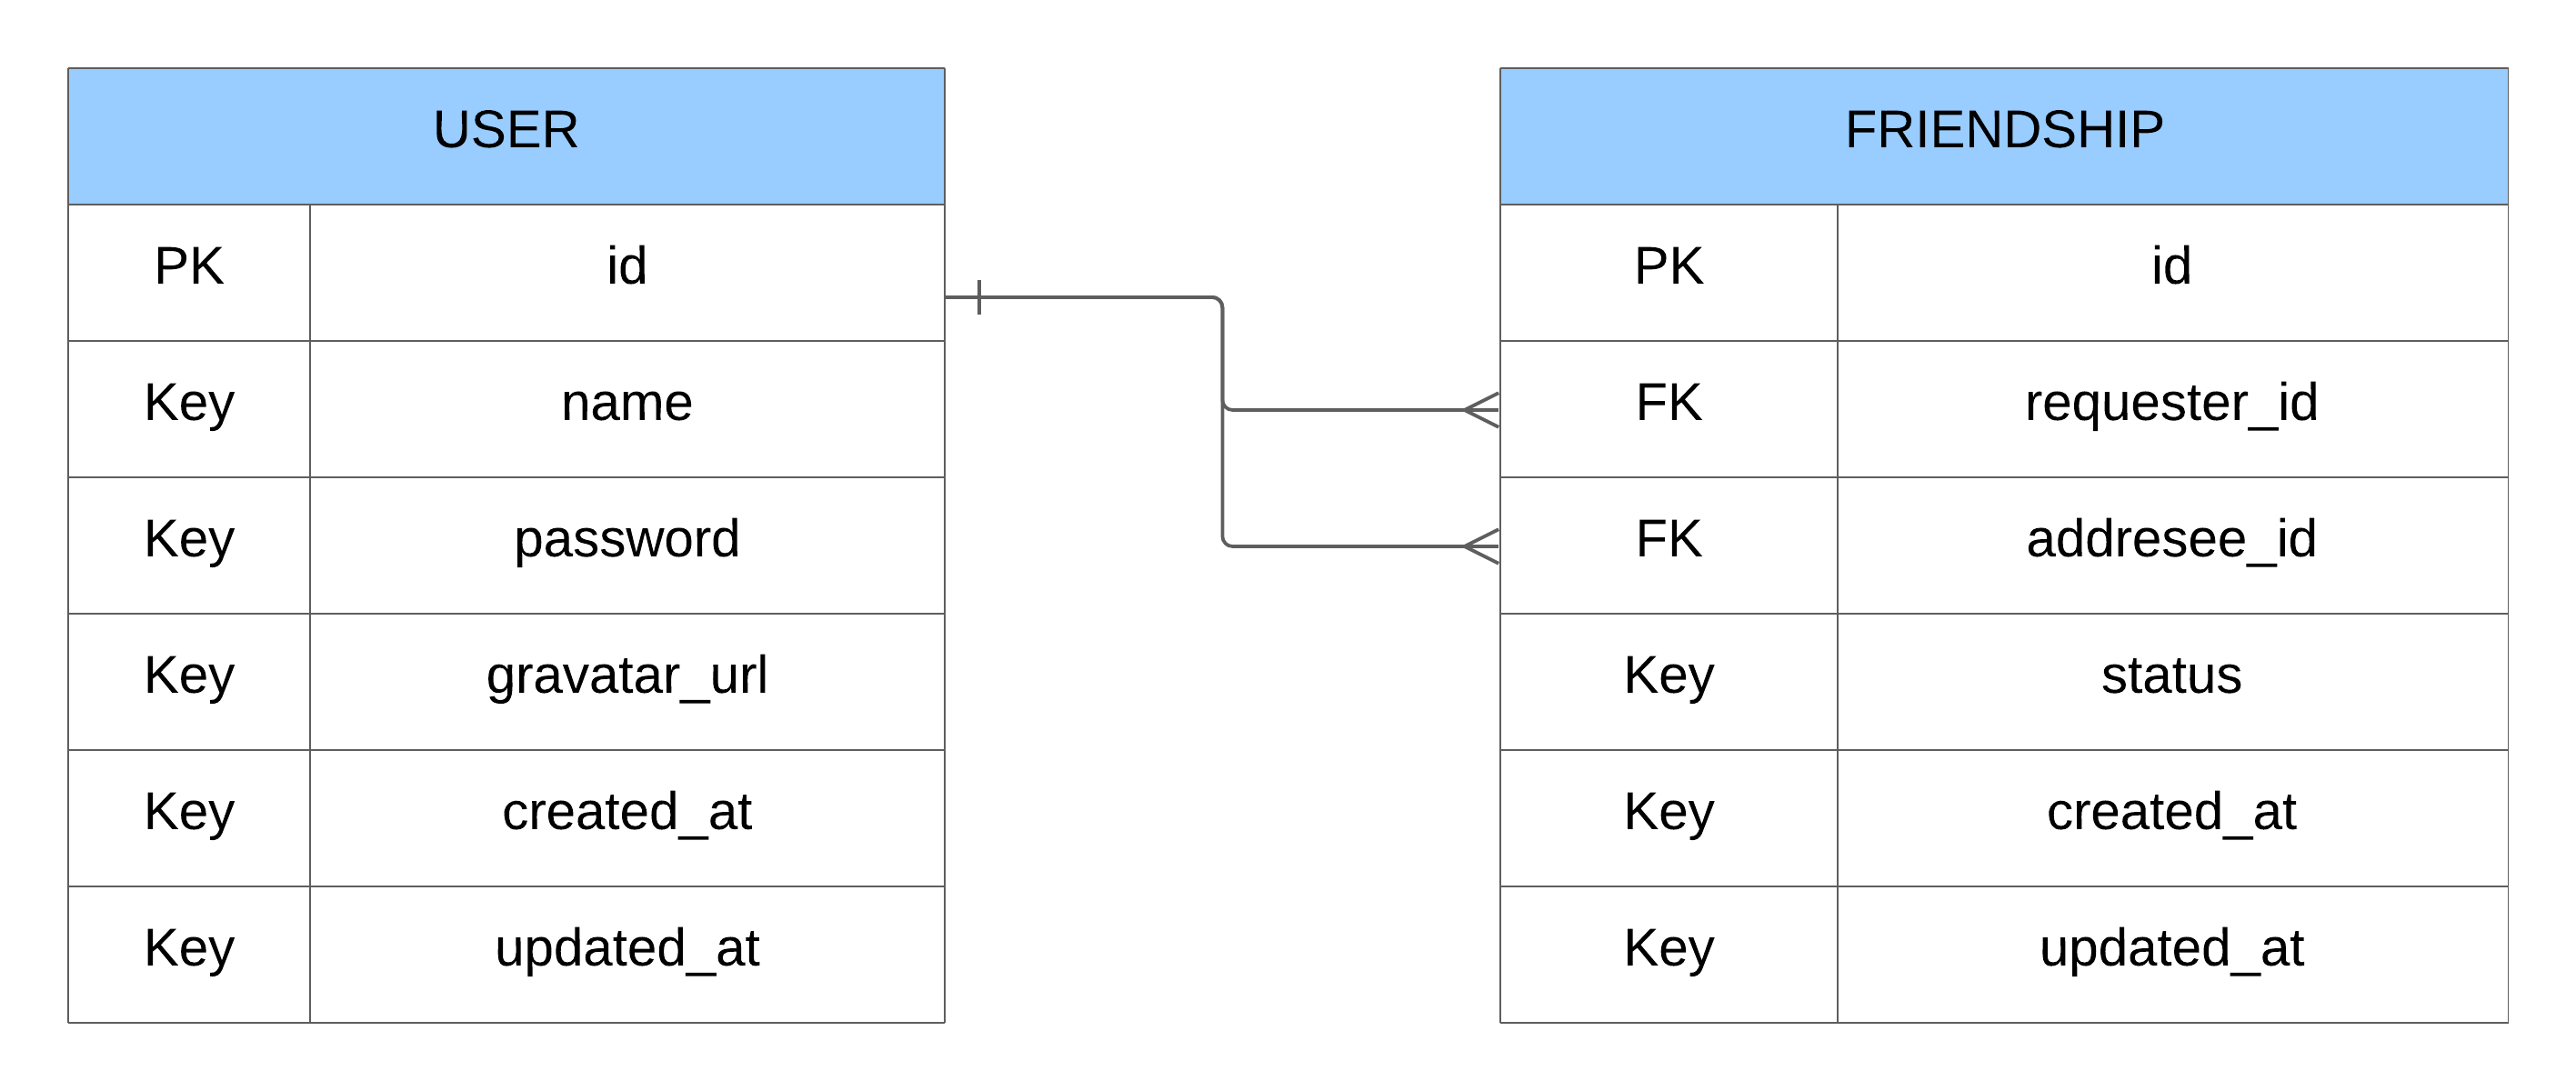 USER
PK id
Key name
Key password
Key gravatar_url
Key created_at
Key updated_at
FRIENDSHIP
PK id
FK requester_id
FK addresee_id
Key status
Key created_at
Key updated_at